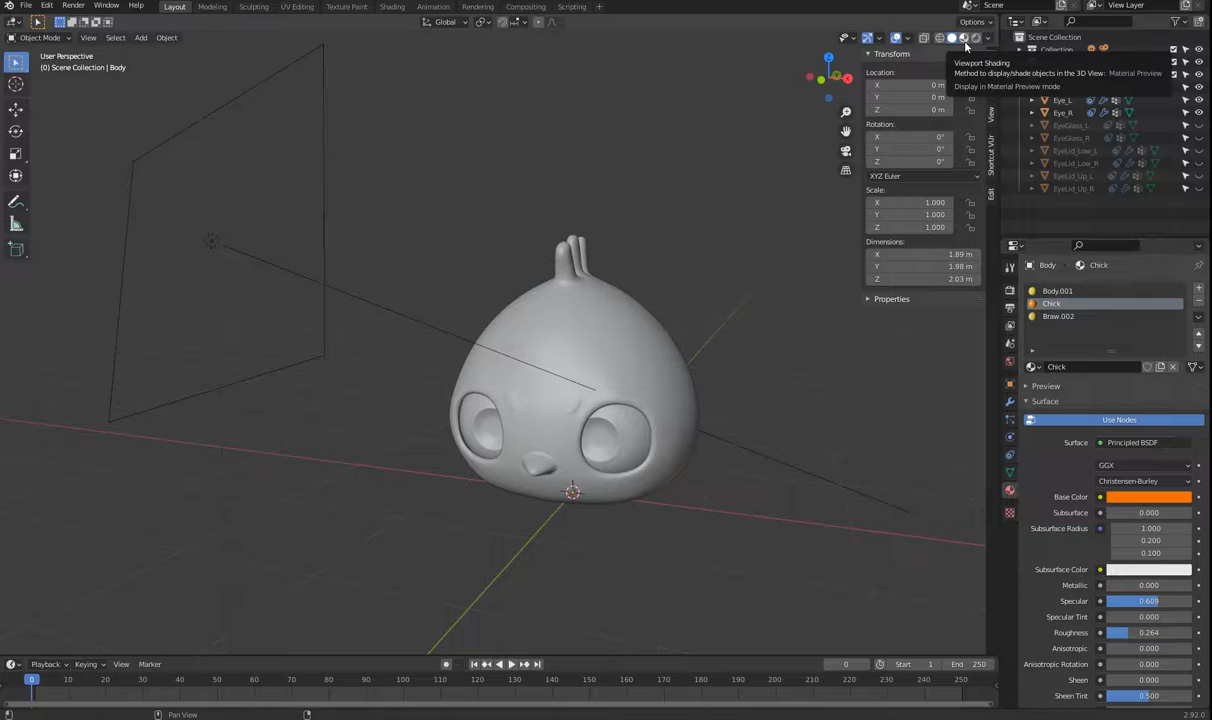 File Edit Render Window Help Layout Modeling Sculpting UV Editing Texture Paint Shading Animation Rendering Compositing Scripting + Scene View Layer
Global Options
Object Mode View Select Add Object
Scene Collection
Collection
User Perspective
(0) Scene Collection | Body
Transform
Location:
X 0 m
Y 0 m
Z 0 m
Rotation:
X 0°
Y 0°
Z 0°
XYZ Euler
Scale:
X 1.000
Y 1.000
Z 1.000
Dimensions:
X 1.89 m
Y 1.98 m
Z 2.03 m
Properties
View
Shortcut VUr
Edit
Viewport Shading
Method to display/shade objects in the 3D View: Material Preview
Display in Material Preview mode
Eye_L
Eye_R
EyeGlass_L
EyeGlass_R
EyeLid_Low_L
EyeLid_Low_R
EyeLid_Up_L
EyeLid_Up_R
Body Chick
Body.001
Chick
Braw.002
Chick
Preview
Surface
Use Nodes
Surface Principled BSDF
GGX
Christensen-Burley
Base Color
Subsurface 0.000
Subsurface Radius 1.000
0.200
0.100
Subsurface Color
Metallic 0.000
Specular 0.609
Specular Tint 0.000
Roughness 0.264
Anisotropic 0.000
Anisotropic Rotation 0.000
Sheen 0.000
Sheen Tint 0.500
Playback Keying View Marker 0 Start 1 End 250
0 10 20 30 40 50 60 70 80 90 100 110 120 130 140 150 160 170 180 190 200 210 220 230 240 250
Pan View 2.92.0